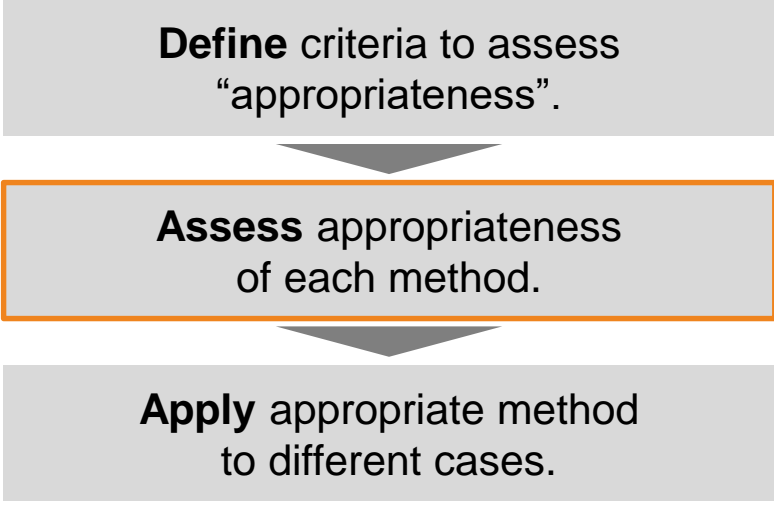 Define criteria to assess
“appropriateness”.
Assess appropriateness
of each method.
Apply appropriate method
to different cases.